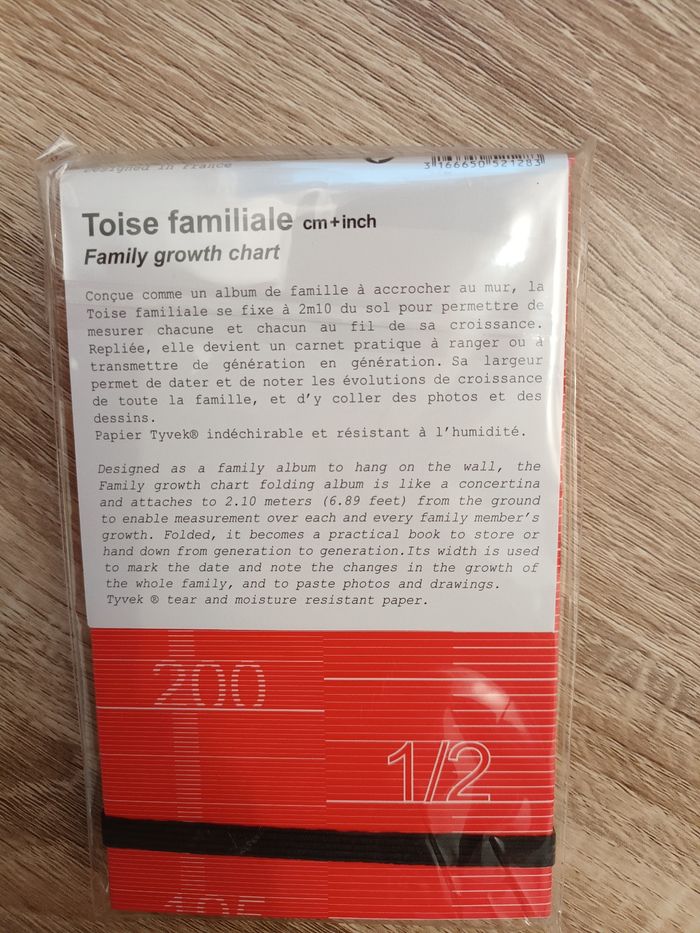 Designed in France
3 166650 521283
Toise familiale cm+inch
Family growth chart
Conçue comme un album de famille à accrocher au mur, la
Toise familiale se fixe à 2m10 du sol pour permettre de
mesurer chacune et chacun au fil de sa croissance.
Repliée, elle devient un carnet pratique à ranger ou à
transmettre de génération en génération. Sa largeur
permet de dater et de noter les évolutions de croissance
de toute la famille, et d’y coller des photos et des
dessins.
Papier Tyvek® indéchirable et résistant à l’humidité.
Designed as a family album to hang on the wall, the
Family growth chart folding album is like a concertina
and attaches to 2.10 meters (6.89 feet) from the ground
to enable measurement over each and every family member’s
growth. Folded, it becomes a practical book to store or
hand down from generation to generation.Its width is used
to mark the date and note the changes in the growth of
the whole family, and to paste photos and drawings.
Tyvek ® tear and moisture resistant paper.
200
1/2
195